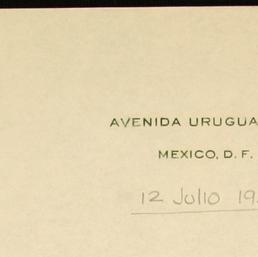 AVENIDA URUGUA
MEXICO, D. F.
12 Julio 19